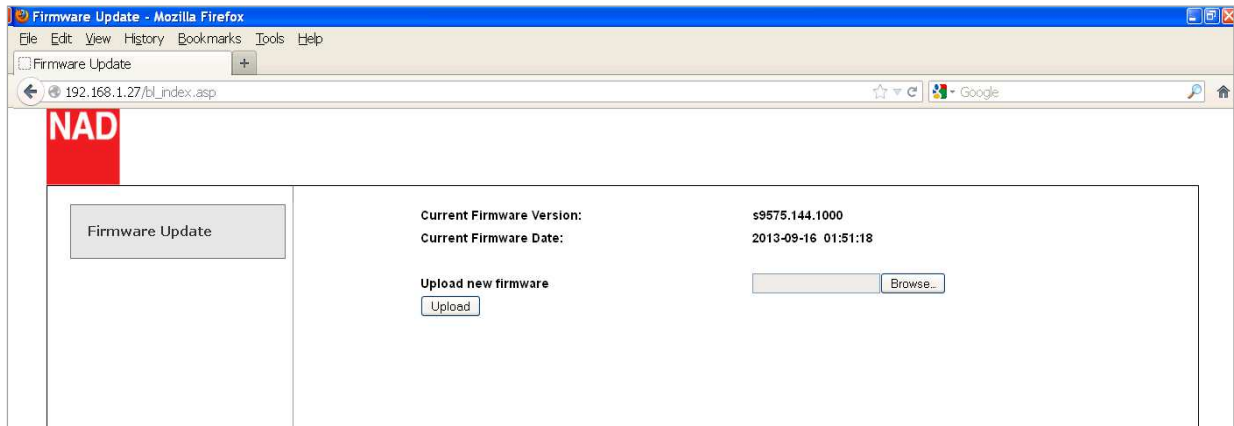 Firmware Update - Mozilla Firefox
File Edit View History Bookmarks Tools Help
Firmware Update +
192.168.1.27/bl_index.asp Google
NAD
Firmware Update
Current Firmware Version: s9575.144.1000
Current Firmware Date: 2013-09-16 01:51:18
Upload new firmware Browse...
Upload